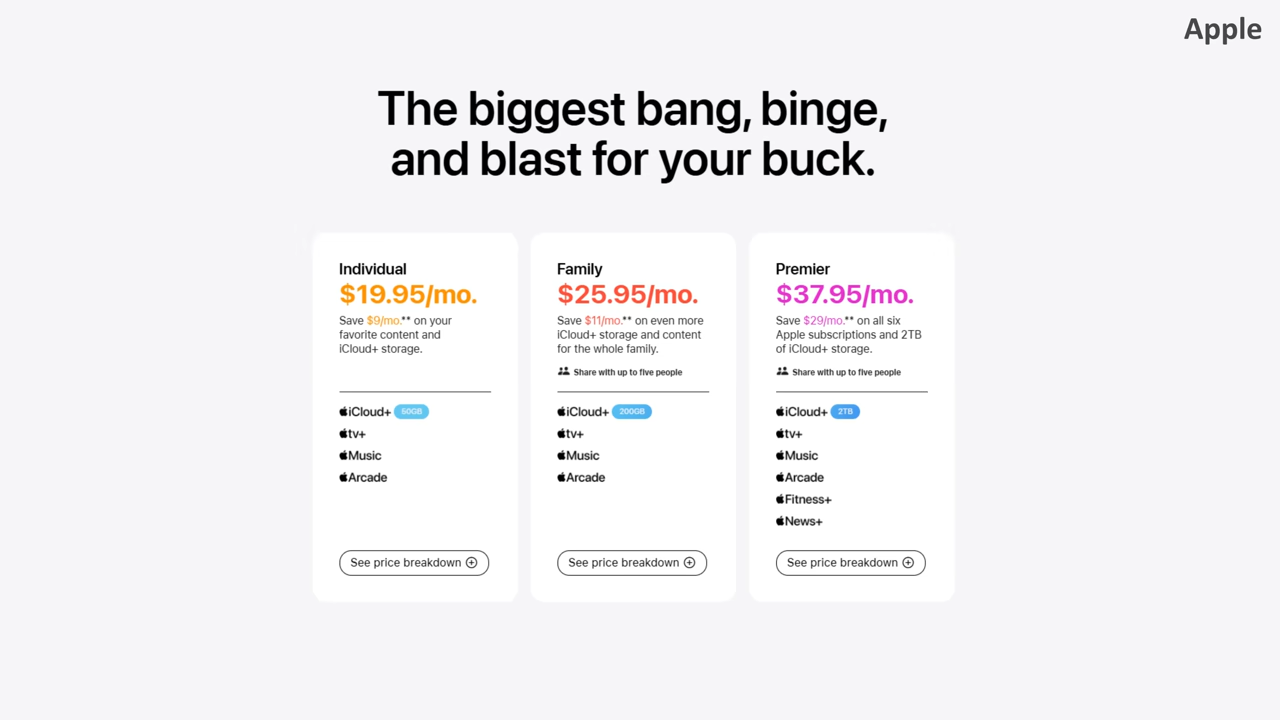 Apple
The biggest bang, binge,
and blast for your buck.
Individual
$19.95/mo.
Save $9/mo.** on your
favorite content and
iCloud+ storage.
iCloud+ 50GB
tv+
Music
Arcade
See price breakdown
Family
$25.95/mo.
Save $11/mo.** on even more
iCloud+ storage and content
for the whole family.
Share with up to five people
iCloud+ 200GB
tv+
Music
Arcade
See price breakdown
Premier
$37.95/mo.
Save $29/mo.** on all six
Apple subscriptions and 2TB
of iCloud+ storage.
Share with up to five people
iCloud+ 2TB
tv+
Music
Arcade
Fitness+
News+
See price breakdown